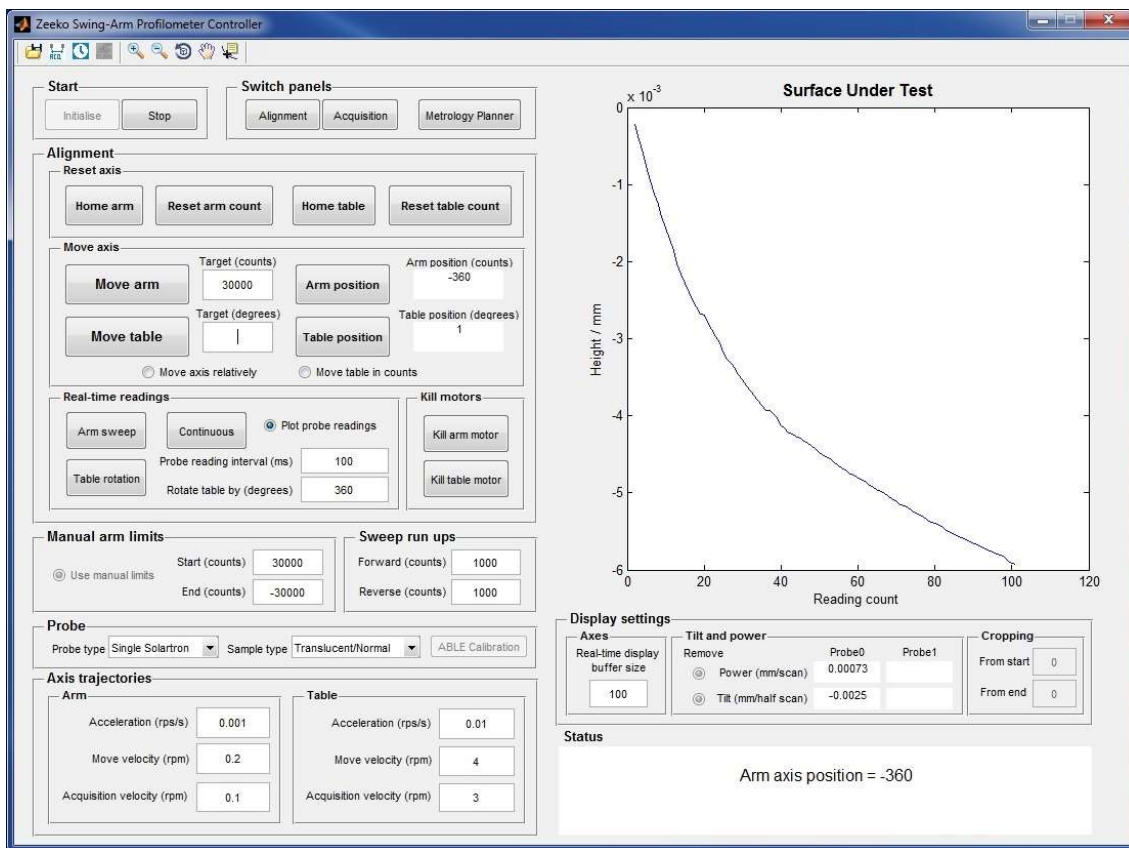 Zeeko Swing-Arm Profilometer Controller
ACQ
Start
Initialise Stop
Switch panels
Alignment Acquisition Metrology Planner
Alignment
Reset axis
Home arm Reset arm count Home table Reset table count
Move axis
Target (counts) Arm position (counts)
Move arm 30000 Arm position -360
Target (degrees) Table position (degrees)
Move table Table position 1
Move axis relatively Move table in counts
Real-time readings
Arm sweep Continuous Plot probe readings
Probe reading interval (ms) 100
Table rotation
Rotate table by (degrees) 360
Kill motors
Kill arm motor
Kill table motor
Manual arm limits
Use manual limits
Start (counts) 30000
End (counts) -30000
Sweep run ups
Forward (counts) 1000
Reverse (counts) 1000
Probe
Probe type Single Solartron Sample type Translucent/Normal ABLE Calibration
Axis trajectories
Arm
Acceleration (rps/s) 0.001
Move velocity (rpm) 0.2
Acquisition velocity (rpm) 0.1
Table
Acceleration (rps/s) 0.01
Move velocity (rpm) 4
Acquisition velocity (rpm) 3
Surface Under Test
x 10-3
0
-1
-2
-3
-4
-5
-6
Height / mm
0 20 40 60 80 100 120
Reading count
Display settings
Axes
Real-time display
buffer size
100
Tilt and power
Remove Probe0 Probe1
Power (mm/scan) 0.00073
Tilt (mm/half scan) -0.0025
Cropping
From start 0
From end 0
Status
Arm axis position = -360